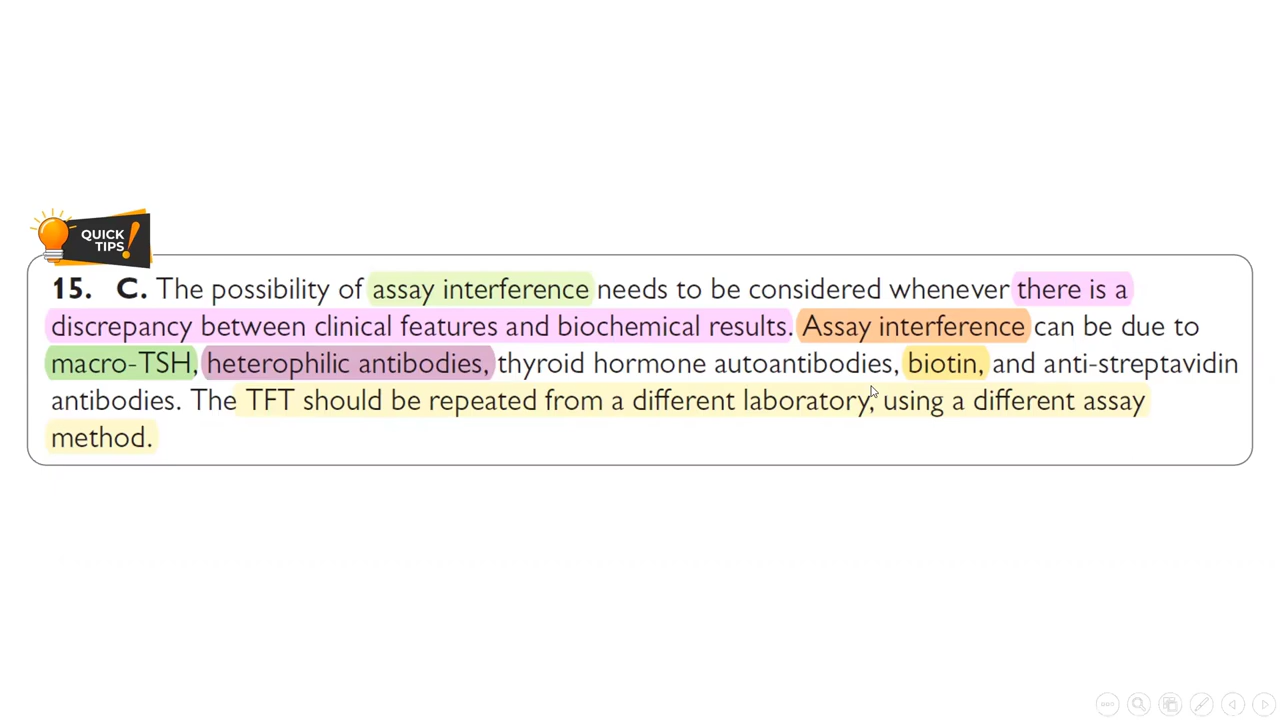 QUICK
TIPS!
15. C. The possibility of assay interference needs to be considered whenever there is a
discrepancy between clinical features and biochemical results. Assay interference can be due to
macro-TSH, heterophilic antibodies, thyroid hormone autoantibodies, biotin, and anti-streptavidin
antibodies. The TFT should be repeated from a different laboratory, using a different assay
method.